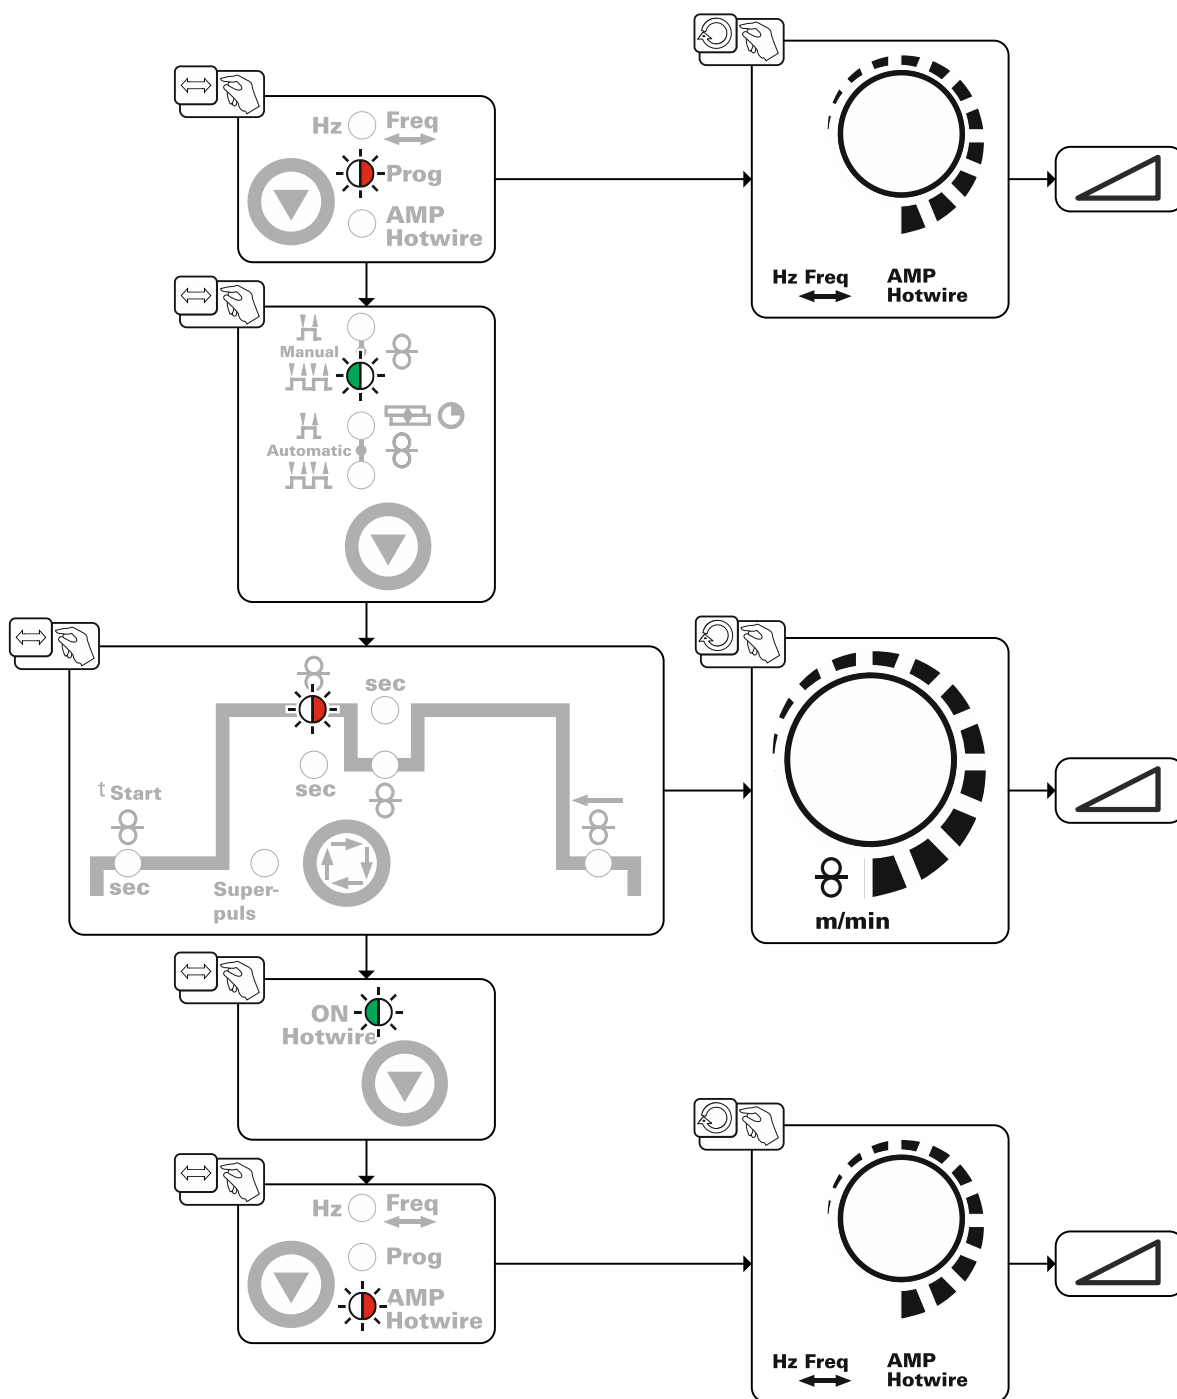 Hz Freq
Prog
AMP
Hotwire
Hz Freq AMP
Hotwire
Manual
Automatic
sec
sec
t Start
sec
Super-
puls
m/min
ON
Hotwire
Hz Freq
Prog
AMP
Hotwire
Hz Freq AMP
Hotwire